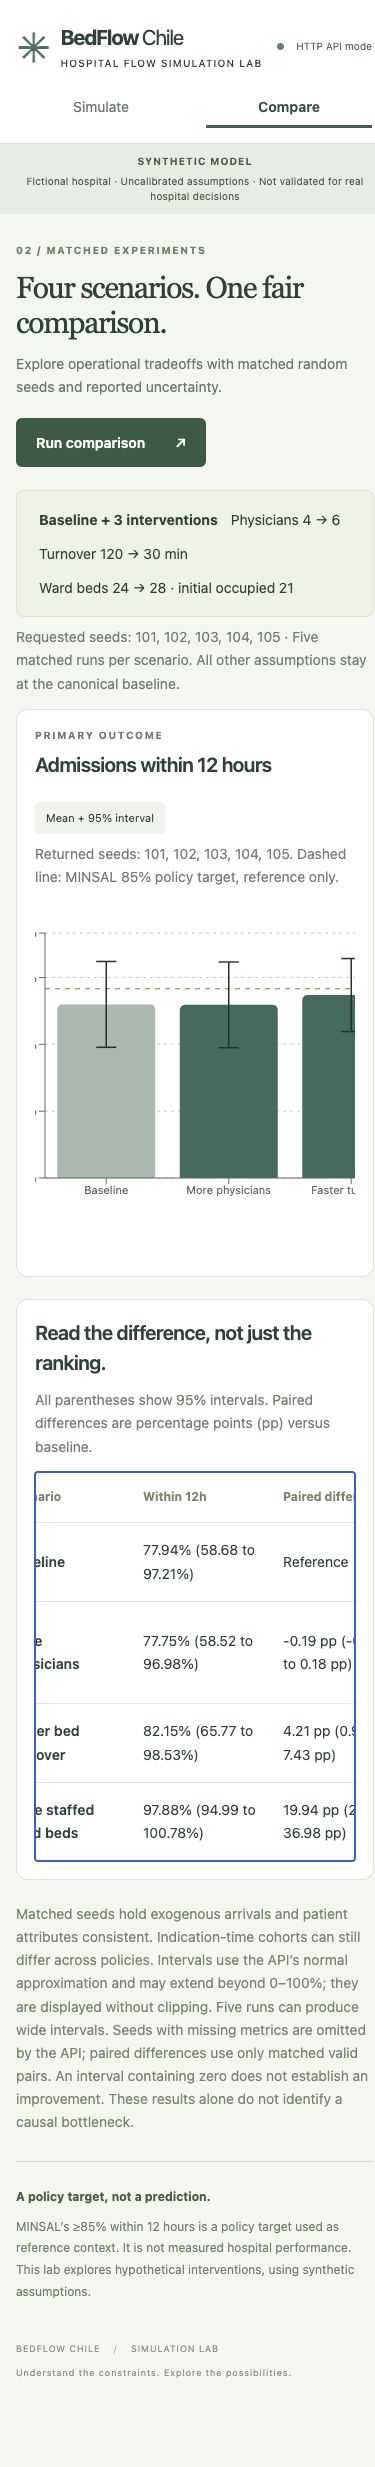 BedFlow Chile
HOSPITAL FLOW SIMULATION LAB
HTTP API mode
Simulate
Compare
SYNTHETIC MODEL
Fictional hospital · Uncalibrated assumptions · Not validated for real
hospital decisions
02 / MATCHED EXPERIMENTS
Four scenarios. One fair
comparison.
Explore operational tradeoffs with matched random
seeds and reported uncertainty.
Run comparison ↗
Baseline + 3 interventions Physicians 4 → 6
Turnover 120 → 30 min
Ward beds 24 → 28 · initial occupied 21
Requested seeds: 101, 102, 103, 104, 105 · Five
matched runs per scenario. All other assumptions stay
at the canonical baseline.
PRIMARY OUTCOME
Admissions within 12 hours
Mean + 95% interval
Returned seeds: 101, 102, 103, 104, 105. Dashed
line: MINSAL 85% policy target, reference only.
Baseline
More physicians
Faster
Read the difference, not just the
ranking.
All parentheses show 95% intervals. Paired
differences are percentage points (pp) versus
baseline.
ario Within 12h Paired differ
eline 77.94% (58.68 to
97.21%) Reference
e
sicians 77.75% (58.52 to
96.98%) -0.19 pp (-
to 0.18 pp)
er bed
over 82.15% (65.77 to
98.53%) 4.21 pp (0.9
7.43 pp)
e staffed
d beds 97.88% (94.99 to
100.78%) 19.94 pp (2
36.98 pp)
Matched seeds hold exogenous arrivals and patient
attributes consistent. Indication-time cohorts can still
differ across policies. Intervals use the API's normal
approximation and may extend beyond 0–100%; they
are displayed without clipping. Five runs can produce
wide intervals. Seeds with missing metrics are omitted
by the API; paired differences use only matched valid
pairs. An interval containing zero does not establish an
improvement. These results alone do not identify a
causal bottleneck.
A policy target, not a prediction.
MINSAL's ≥85% within 12 hours is a policy target used as
reference context. It is not measured hospital performance.
This lab explores hypothetical interventions, using synthetic
assumptions.
BEDFLOW CHILE / SIMULATION LAB
Understand the constraints. Explore the possibilities.